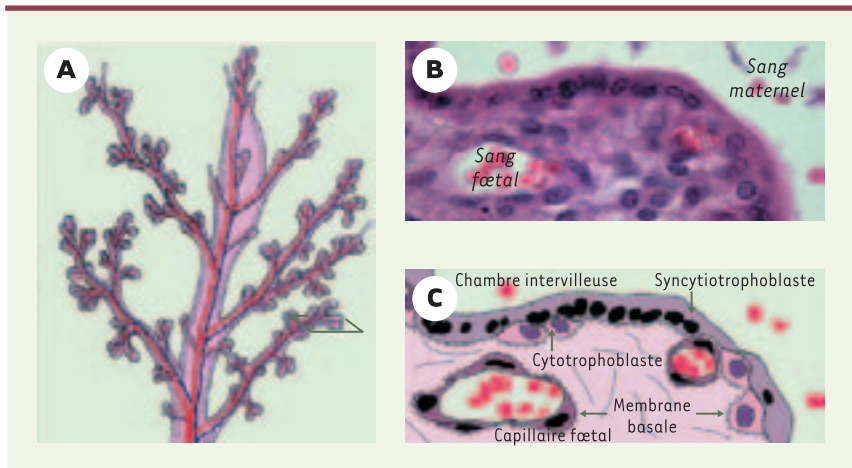 A
B
Sang
maternel
Sang
fœtal
C
Chambre intervilleuse
Syncytiotrophoblaste
Cytotrophoblaste
Membrane
basale
Capillaire fœtal